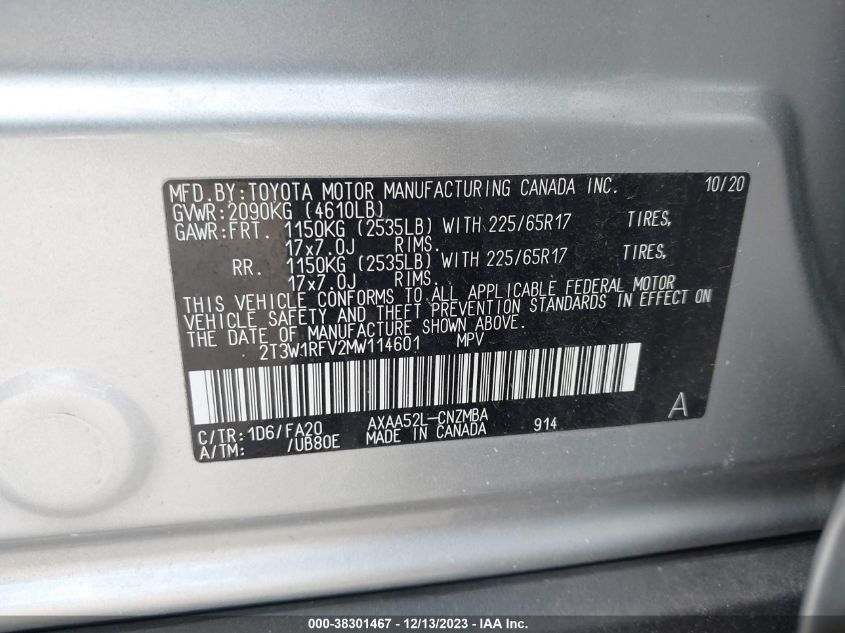 MFD. BY: TOYOTA MOTOR MANUFACTURING CANADA INC. 10/20
GVWR: 2090KG (4610LB)
GAWR: FRT. 1150KG (2535LB) WITH 225/65R17 TIRES,
17x7.0J RIMS.
RR. 1150KG (2535LB) WITH 225/65R17 TIRES,
17x7.0J RIMS.
THIS VEHICLE CONFORMS TO ALL APPLICABLE FEDERAL MOTOR
VEHICLE SAFETY AND THEFT PREVENTION STANDARDS IN EFFECT ON
THE DATE OF MANUFACTURE SHOWN ABOVE.
2T3W1RFV2MW114601 MPV
C/TR: 1D6/FA20 AXAA52L-CNZMBA A
A/TM: /UB80E MADE IN CANADA 914
000-38301467 - 12/13/2023 - IAA Inc.